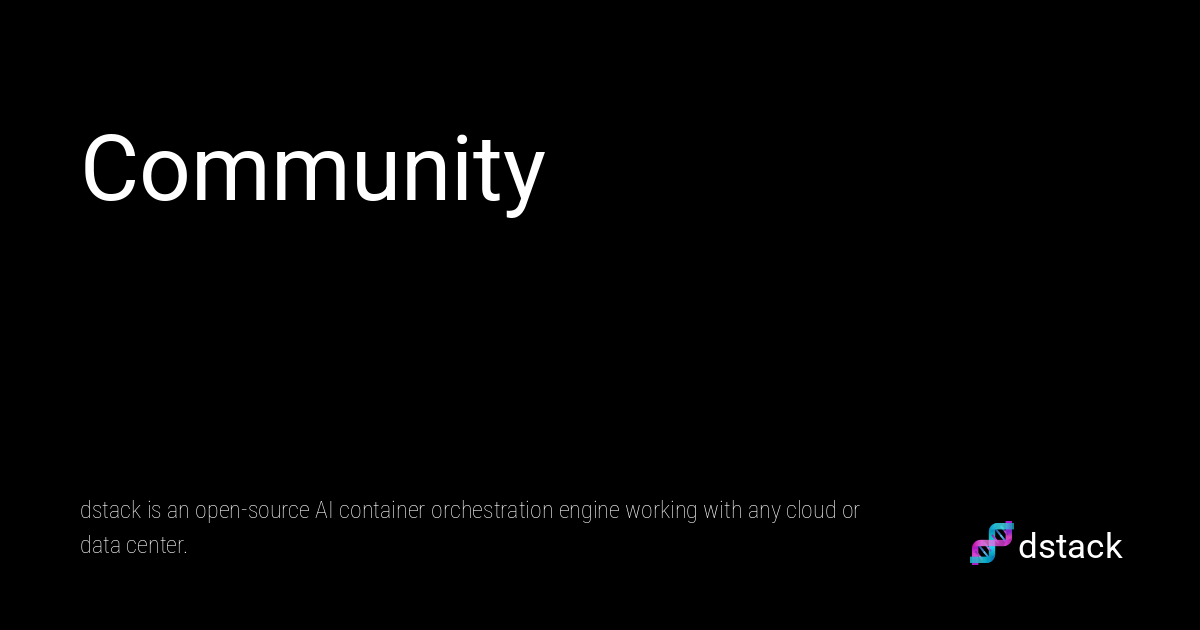 Community
dstack is an open-source AI container orchestration engine working with any cloud or
data center.
dstack